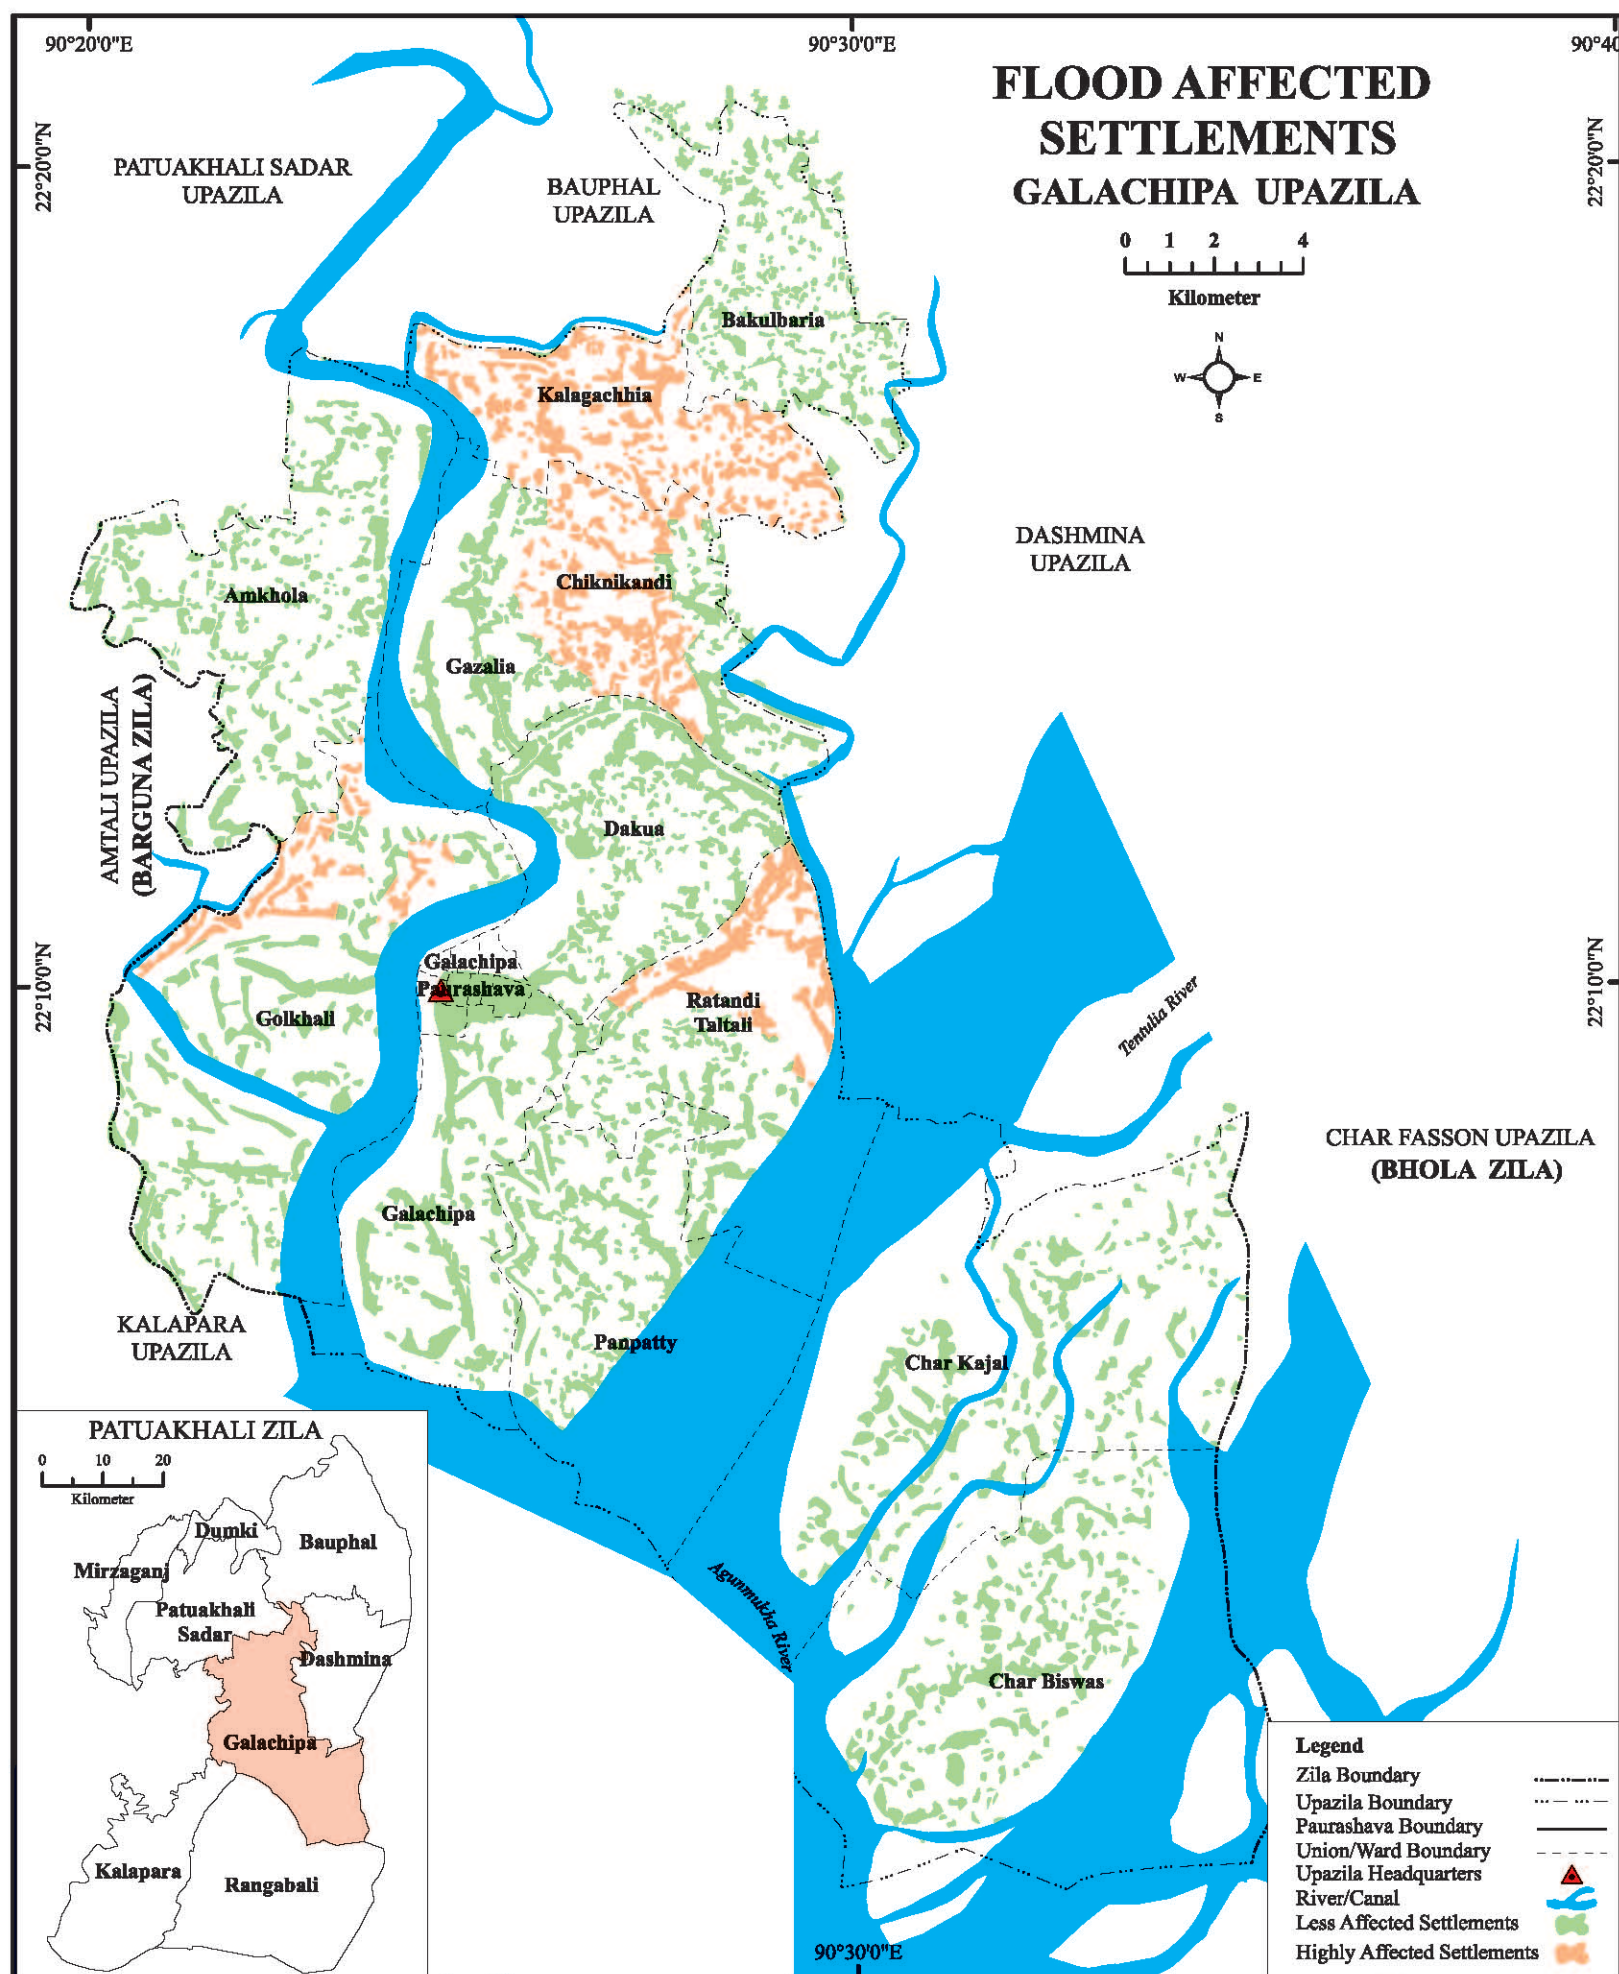 90°20'0"E
90°30'0"E
90°40
FLOOD AFFECTED
SETTLEMENTS
GALACHIPA UPAZILA
22°20'0"N
22°20'0"N
PATUAKHALI SADAR
UPAZILA
BAUPHAL
UPAZILA
0 1 2 4
Kilometer
N
W E
S
Bakulbaria
Kalagachhia
DASHMINA
UPAZILA
Chiknikandi
Amkhola
Gazalia
AMTALI UPAZILA
(BARGUNA ZILA)
Dakua
22°10'0"N
22°10'0"N
Galachipa
Paurashava
Golkhali
Ratandi
Taltali
Tentulia River
CHAR FASSON UPAZILA
(BHOLA ZILA)
Galachipa
KALAPARA
UPAZILA
Panpatty
Char Kajal
Agunmukha River
Char Biswas
PATUAKHALI ZILA
0 10 20
Kilometer
Dumki
Bauphal
Mirzaganj
Patuakhali
Sadar
Dashmina
Galachipa
Kalapara
Rangabali
90°30'0"E
Legend
Zila Boundary
Upazila Boundary
Paurashava Boundary
Union/Ward Boundary
Upazila Headquarters
River/Canal
Less Affected Settlements
Highly Affected Settlements